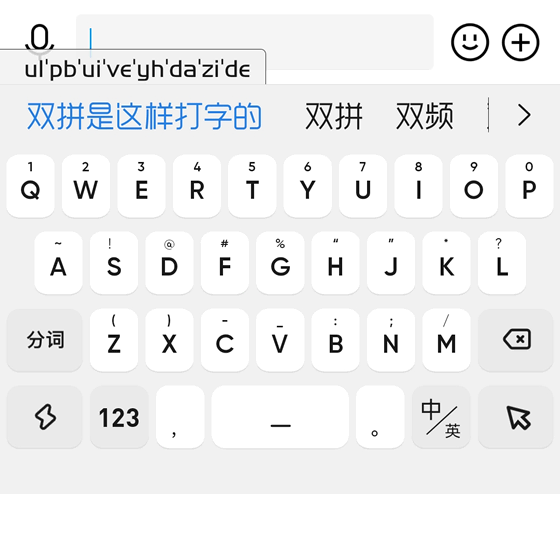 ul'pb'ui've'yh'da'zi'de
双拼是这样打字的 双拼 双频
1 2 3 4 5 6 7 8 9 0
Q W E R T Y U I O P
~ ! @ # % “ ” * ?
A S D F G H J K L
( ) - _ : ; /
分词 Z X C V B N M
123 , 。 中/英